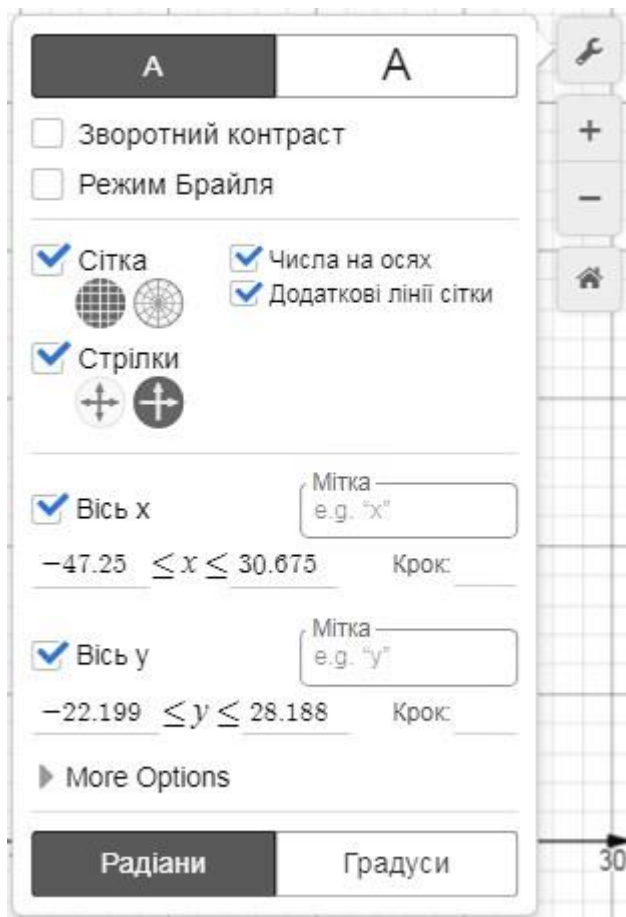 A A
Зворотний контраст
Режим Брайля
Сітка
Числа на осях
Додаткові лінії сітки
Стрілки
Вісь x
Мітка
e.g. “x”
−47.25 ≤ x ≤ 30.675 Крок:
Вісь y
Мітка
e.g. “y”
−22.199 ≤ y ≤ 28.188 Крок:
More Options
Радіани Градуси
+
−
30